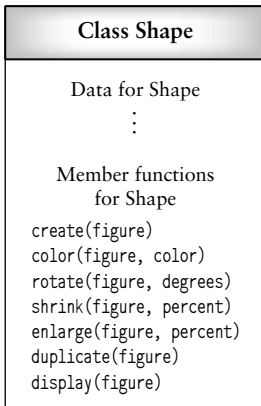 Class Shape
Data for Shape
⋮
Member functions
for Shape
create(figure)
color(figure, color)
rotate(figure, degrees)
shrink(figure, percent)
enlarge(figure, percent)
duplicate(figure)
display(figure)